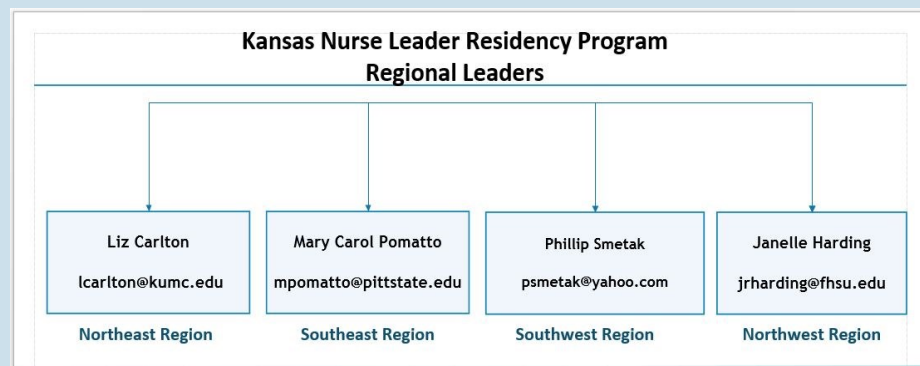 Kansas Nurse Leader Residency Program
Regional Leaders
Liz Carlton
lcarlton@kumc.edu
Northeast Region
Mary Carol Pomatto
mpomatto@pittstate.edu
Southeast Region
Phillip Smetak
psmetak@yahoo.com
Southwest Region
Janelle Harding
jrharding@fhsu.edu
Northwest Region